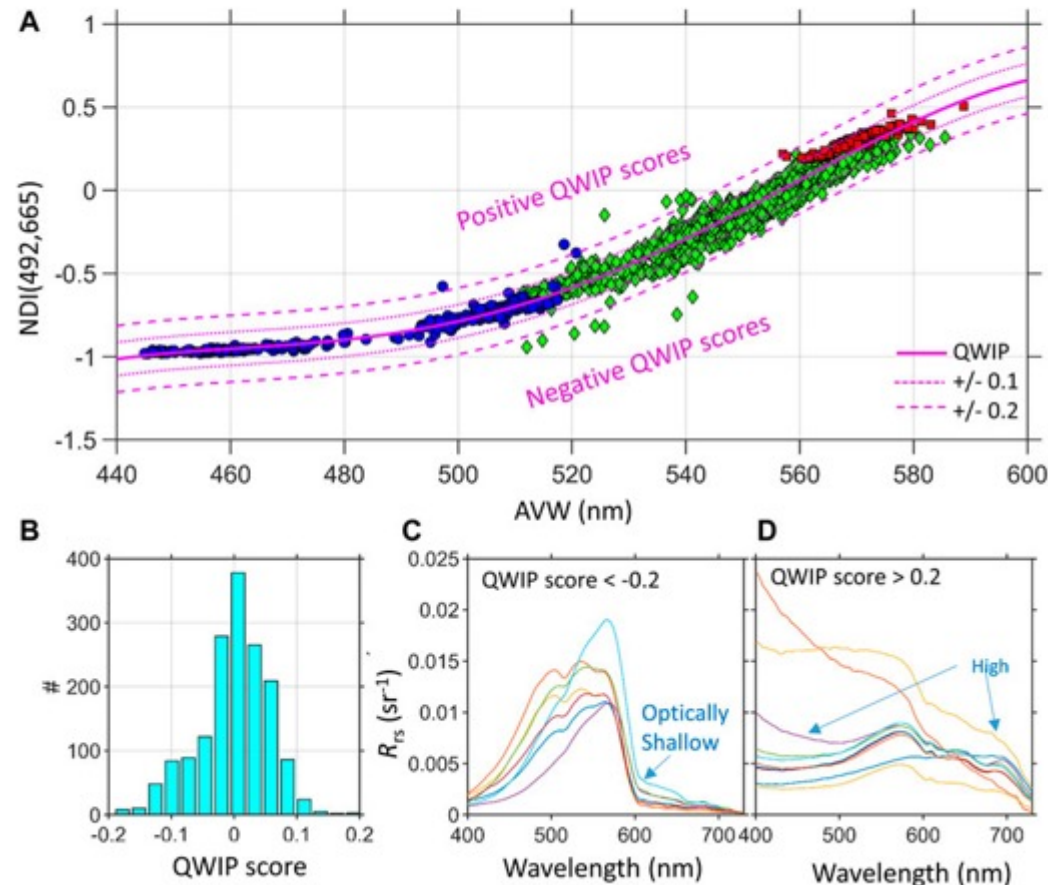 A
1
0.5
0
-0.5
-1
-1.5
NDI(492,665)
Positive QWIP scores
Negative QWIP scores
QWIP
+/- 0.1
+/- 0.2
440 460 480 500 520 540 560 580 600
AVW (nm)
B
400
300
200
100
0
#
-0.2 -0.1 0 0.1 0.2
QWIP score
C
0.025
0.02
0.015
0.01
0.005
0
Rrs (sr⁻¹)
QWIP score < -0.2
Optically
Shallow
400 500 600 700
Wavelength (nm)
D
QWIP score > 0.2
High
400 500 600 700
Wavelength (nm)